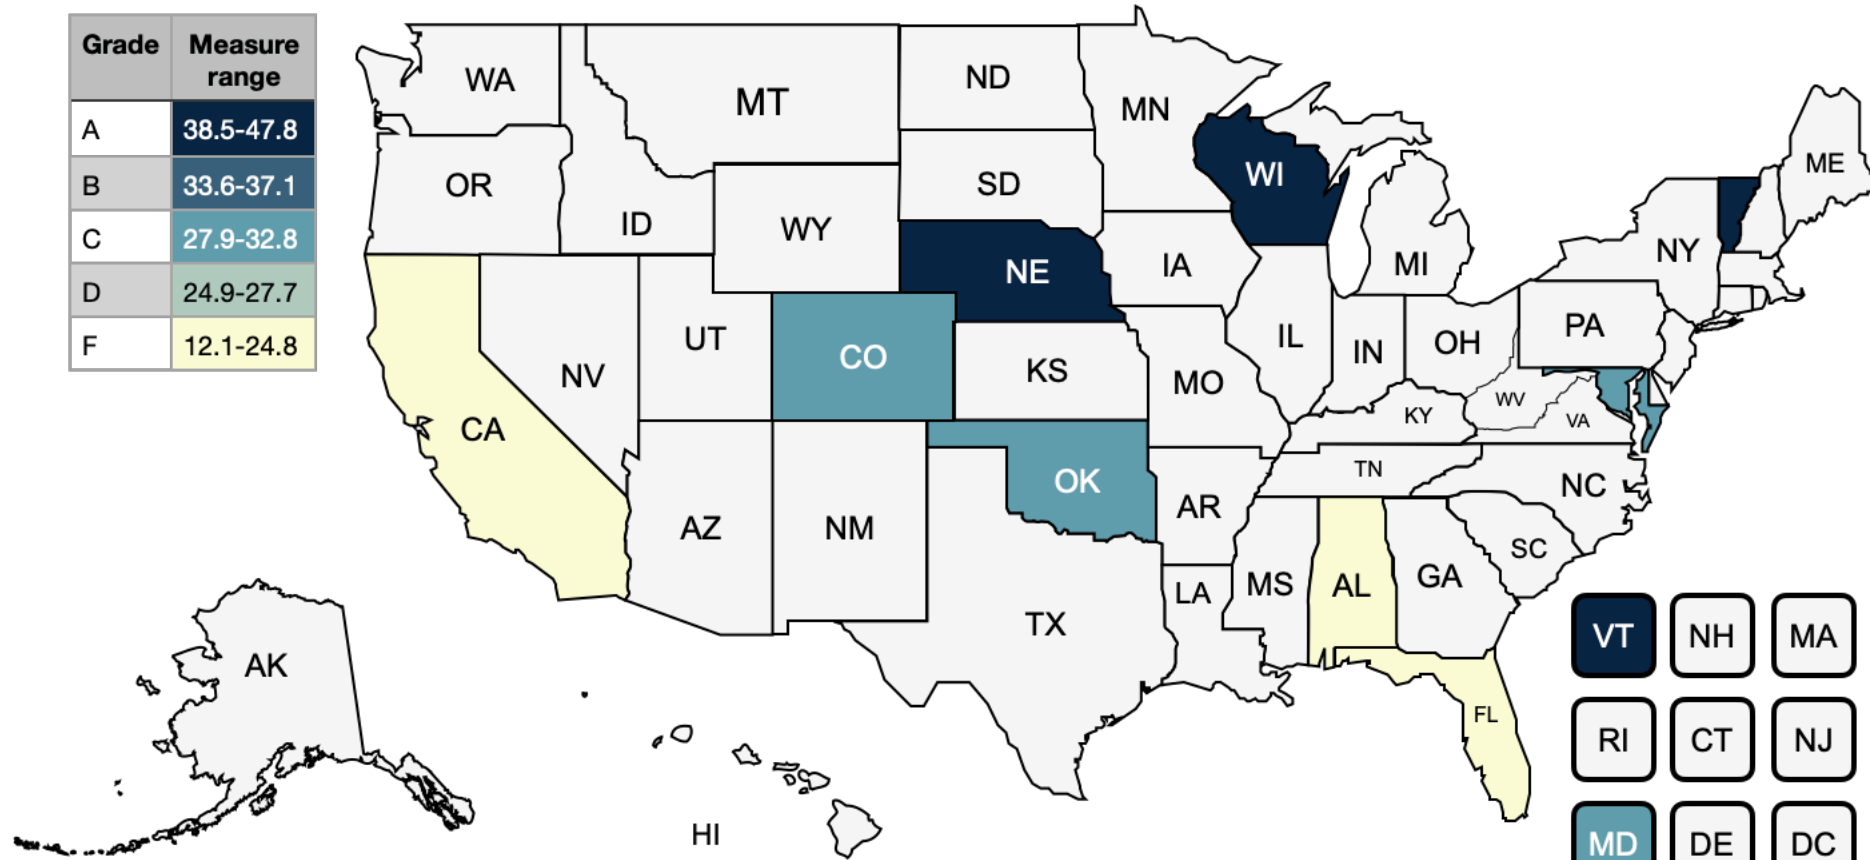 Grade Measure range
A 38.5-47.8
B 33.6-37.1
C 27.9-32.8
D 24.9-27.7
F 12.1-24.8
WA
MT
ND
MN
WI
ME
OR
ID
WY
SD
NE
IA
MI
NY
NV
UT
CO
KS
MO
IL
IN
OH
PA
CA
KY
WV
VA
AZ
NM
OK
AR
TN
NC
SC
TX
LA
MS
AL
GA
FL
AK
HI
VT NH MA
RI CT NJ
MD DE DC